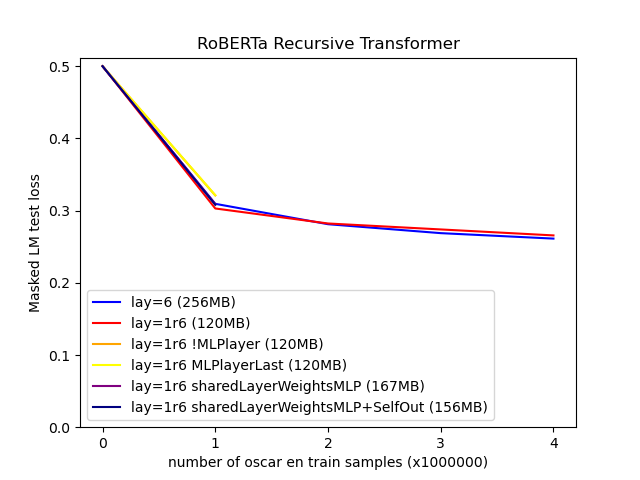 RoBERTa Recursive Transformer
Masked LM test loss
0.5
0.4
0.3
0.2
0.1
0.0
lay=6 (256MB)
lay=1r6 (120MB)
lay=1r6 !MLPlayer (120MB)
lay=1r6 MLPlayerLast (120MB)
lay=1r6 sharedLayerWeightsMLP (167MB)
lay=1r6 sharedLayerWeightsMLP+SelfOut (156MB)
0 1 2 3 4
number of oscar en train samples (x1000000)